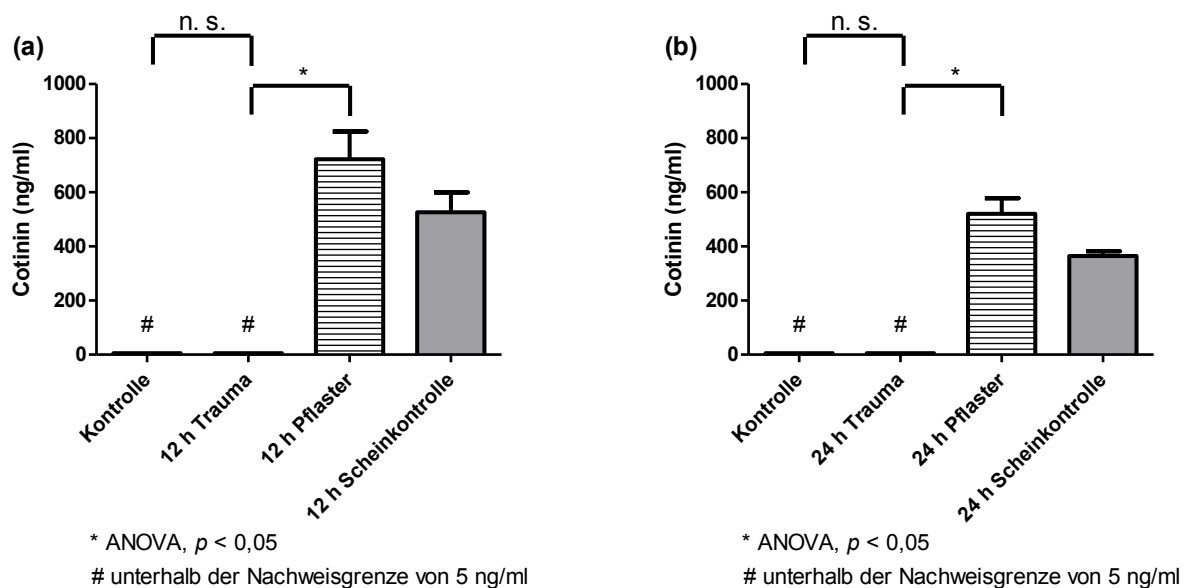 (a)
n. s.
*
Cotinin (ng/ml)
1000
800
600
400
200
0
#
#
Kontrolle
12 h Trauma
12 h Pflaster
12 h Scheinkontrolle
* ANOVA, p < 0,05
# unterhalb der Nachweisgrenze von 5 ng/ml
(b)
n. s.
*
Cotinin (ng/ml)
1000
800
600
400
200
0
#
#
Kontrolle
24 h Trauma
24 h Pflaster
24 h Scheinkontrolle
* ANOVA, p < 0,05
# unterhalb der Nachweisgrenze von 5 ng/ml